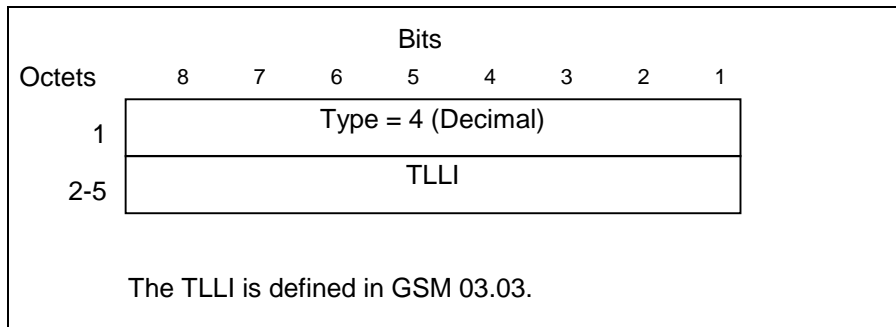 Bits
Octets 8 7 6 5 4 3 2 1
1 Type = 4 (Decimal)
2-5 TLLI
The TLLI is defined in GSM 03.03.